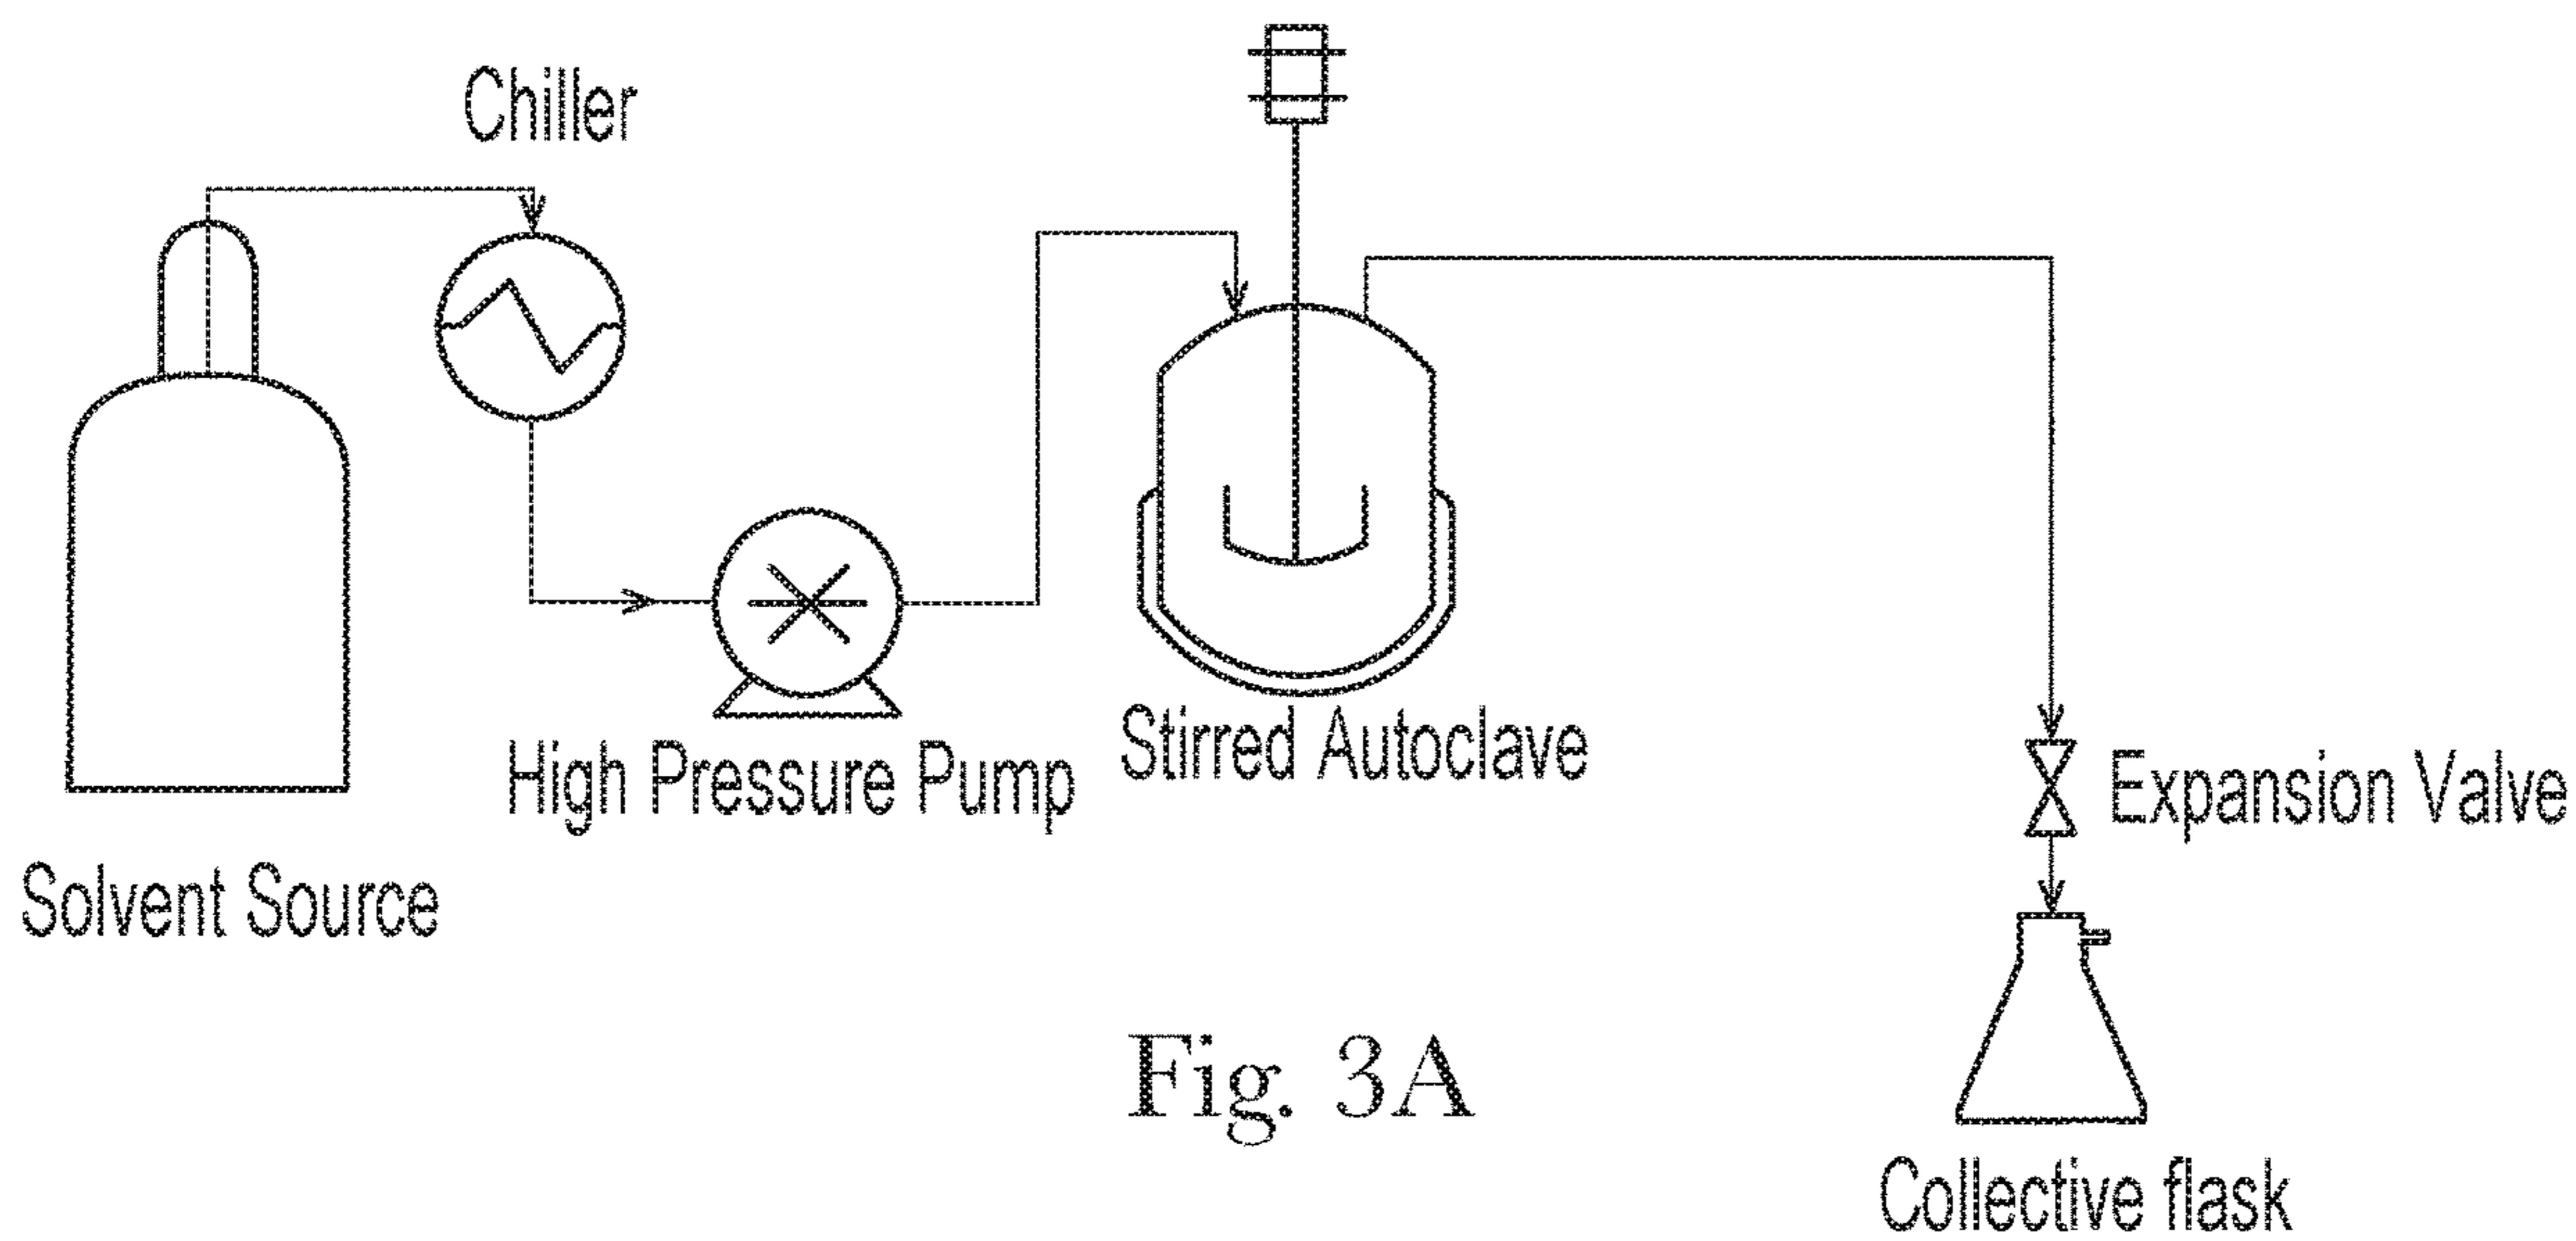 Chiller
High Pressure Pump
Stirred Autoclave
Expansion Valve
Solvent Source
Fig. 3A
Collective flask